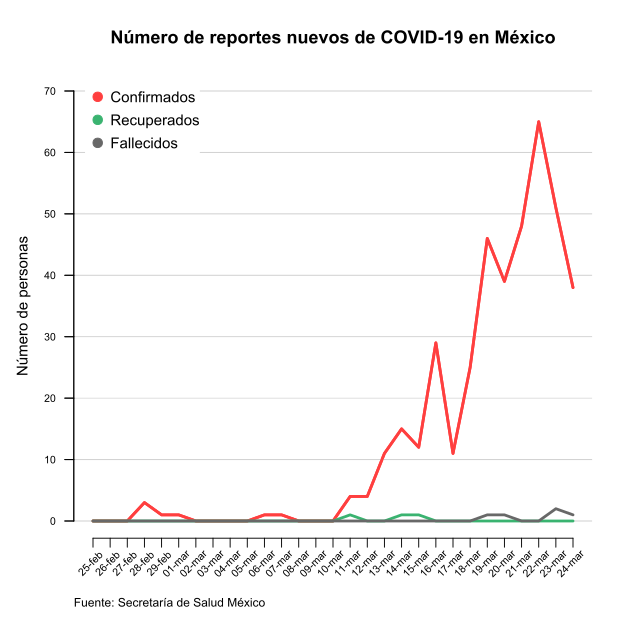 Número de reportes nuevos de COVID-19 en México
Confirmados
Recuperados
Fallecidos
Número de personas
70
60
50
40
30
20
10
0
25-feb
26-feb
27-feb
28-feb
29-feb
01-mar
02-mar
03-mar
04-mar
05-mar
06-mar
07-mar
08-mar
09-mar
10-mar
11-mar
12-mar
13-mar
14-mar
15-mar
16-mar
17-mar
18-mar
19-mar
20-mar
21-mar
22-mar
23-mar
24-mar
Fuente: Secretaría de Salud México